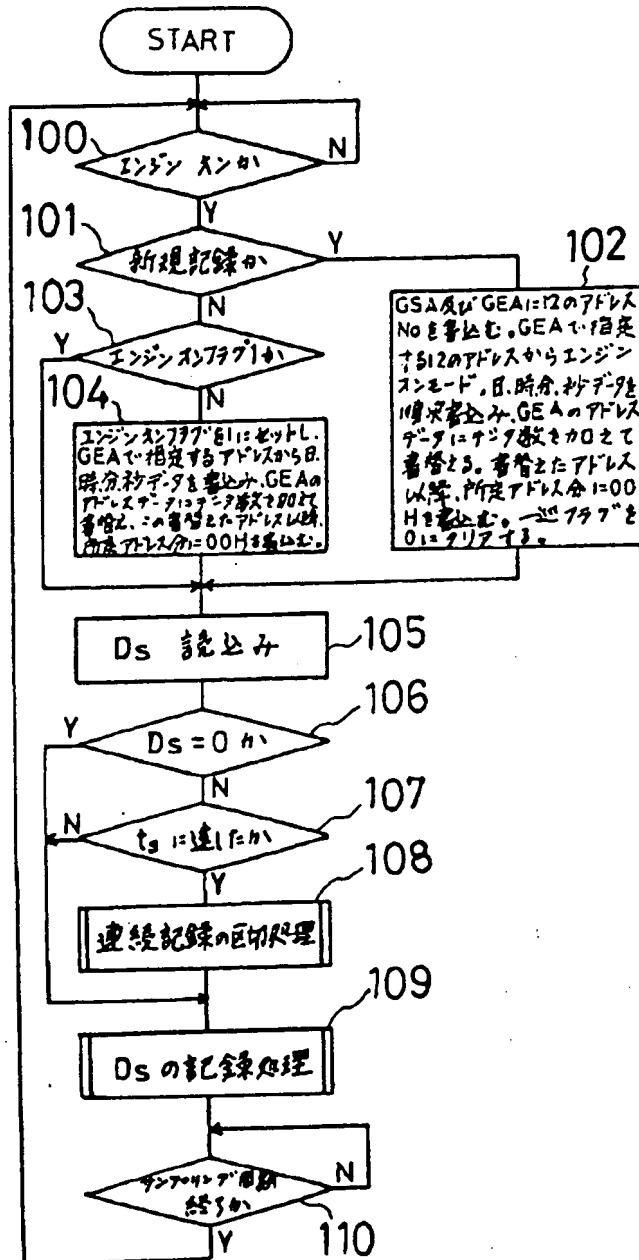 START
100
エンジン オンか
N
Y
101
新規記録か
Y
N
102
GSA及びGEAに12のアドレス
Noを書込む。GEAで指定
する12のアドレスからエンジン
オンモード、日、時、分、秒データを
順次書込み、GEAのアドレス
データにデータ数を加えて
書替える。書替えたアドレス
以降、所定アドレス分に00
Hを書込む。一巡フラグを
0にクリアする。
103
Y
エンジンオンフラグ1か
N
104
エンジンオンフラグを1にセットし、
GEAで指定するアドレスから日、
時、分、秒データを書込み、GEAの
アドレスデータにデータ数を加えて
書替え、この書替えたアドレス以降、
所定アドレス分に00Hを書込む。
Ds 読込み
105
106
Y
Ds=0か
N
107
N
tsに達したか
Y
108
連続記録の区切処理
109
Dsの記録処理
N
サンプリング周期
終了か
Y
110